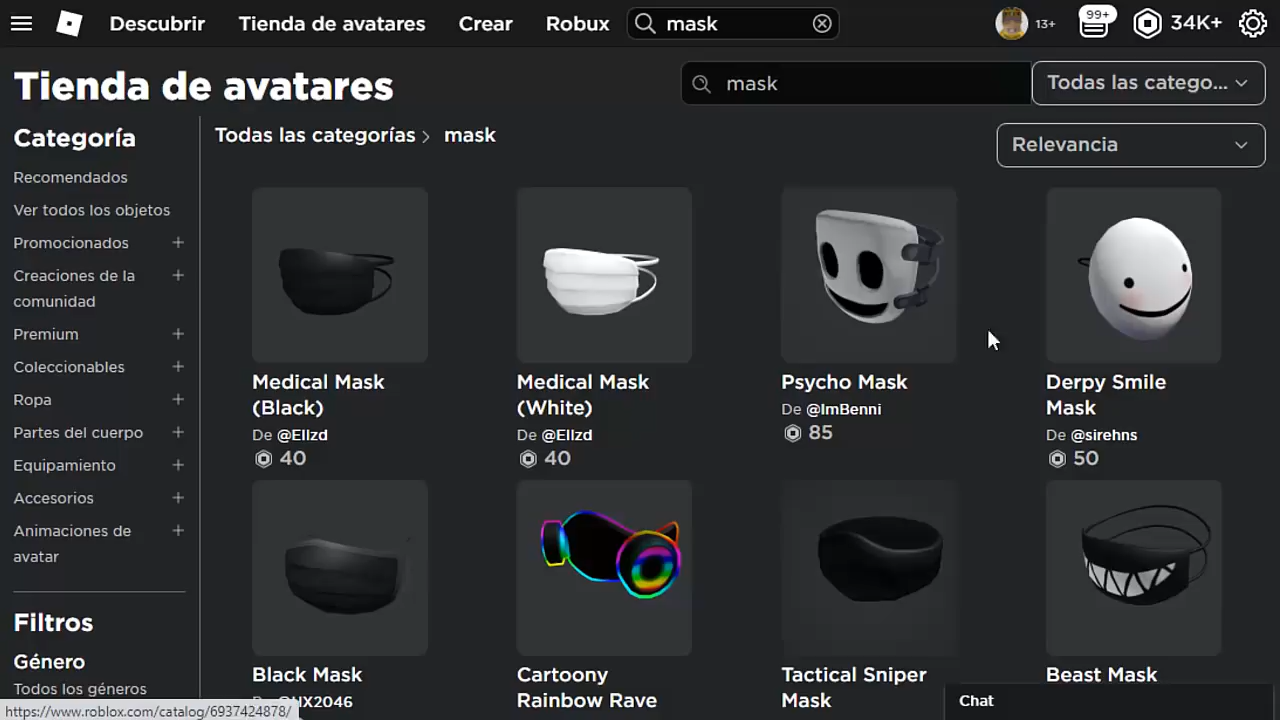 Descubrir Tienda de avatares Crear Robux mask 13+ 99+ 34K+
Tienda de avatares
mask
Todas las catego...
Categoría
Todas las categorías > mask
Relevancia
Recomendados
Ver todos los objetos
Promocionados +
Creaciones de la
comunidad +
Premium +
Coleccionables +
Ropa +
Partes del cuerpo +
Equipamiento +
Accesorios +
Animaciones de
avatar +
Filtros
Género
Todos los géneros
Medical Mask
(Black)
De @Ellzd
40
Medical Mask
(White)
De @Ellzd
40
Psycho Mask
De @ImBenni
85
Derpy Smile
Mask
De @sirehns
50
Black Mask
Cartoony
Rainbow Rave
Tactical Sniper
Mask
Beast Mask
Chat
https://www.roblox.com/catalog/6937424878/